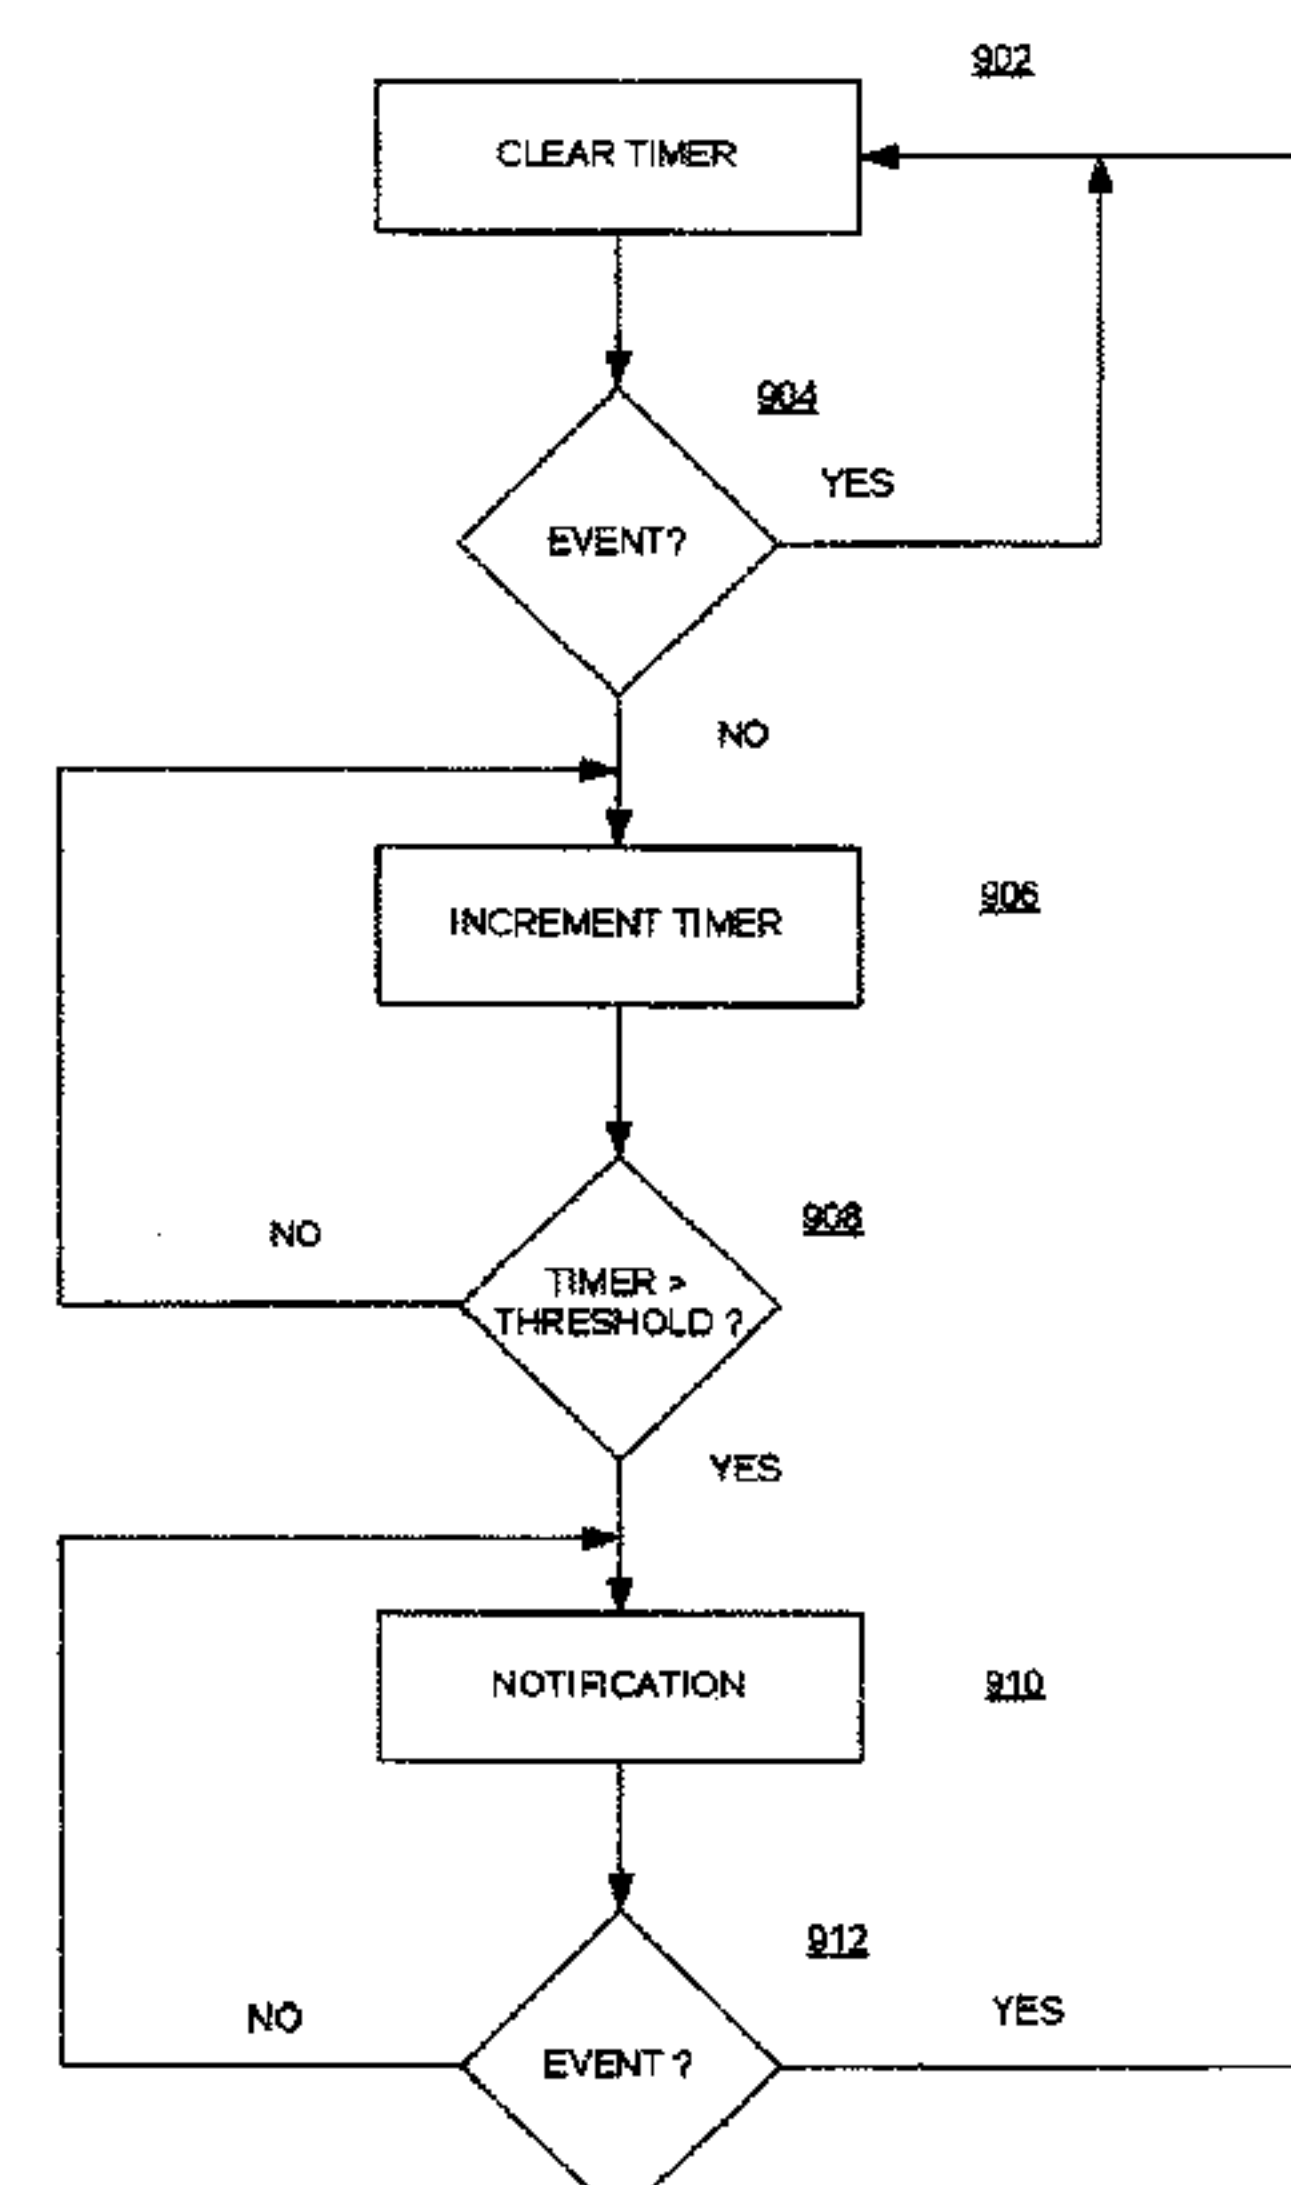 902
CLEAR TIMER
904
YES
EVENT?
NO
INCREMENT TIMER
906
908
NO
TIMER >
THRESHOLD ?
YES
NOTIFICATION
910
912
NO
YES
EVENT ?